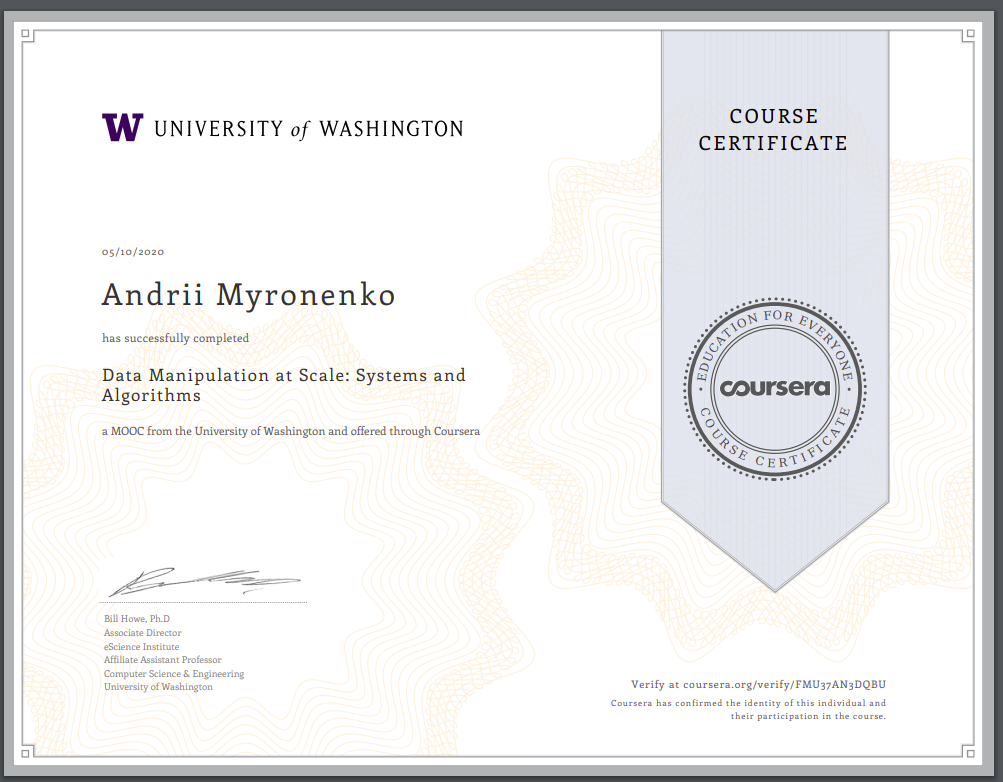 W UNIVERSITY of WASHINGTON
COURSE
CERTIFICATE
05/10/2020
Andrii Myronenko
has successfully completed
Data Manipulation at Scale: Systems and
Algorithms
a MOOC from the University of Washington and offered through Coursera
EDUCATION FOR EVERYONE
coursera
COURSE CERTIFICATE
Bill Howe, Ph.D
Associate Director
eScience Institute
Affiliate Assistant Professor
Computer Science & Engineering
University of Washington
Verify at coursera.org/verify/FMU37AN3DQBU
Coursera has confirmed the identity of this individual and
their participation in the course.